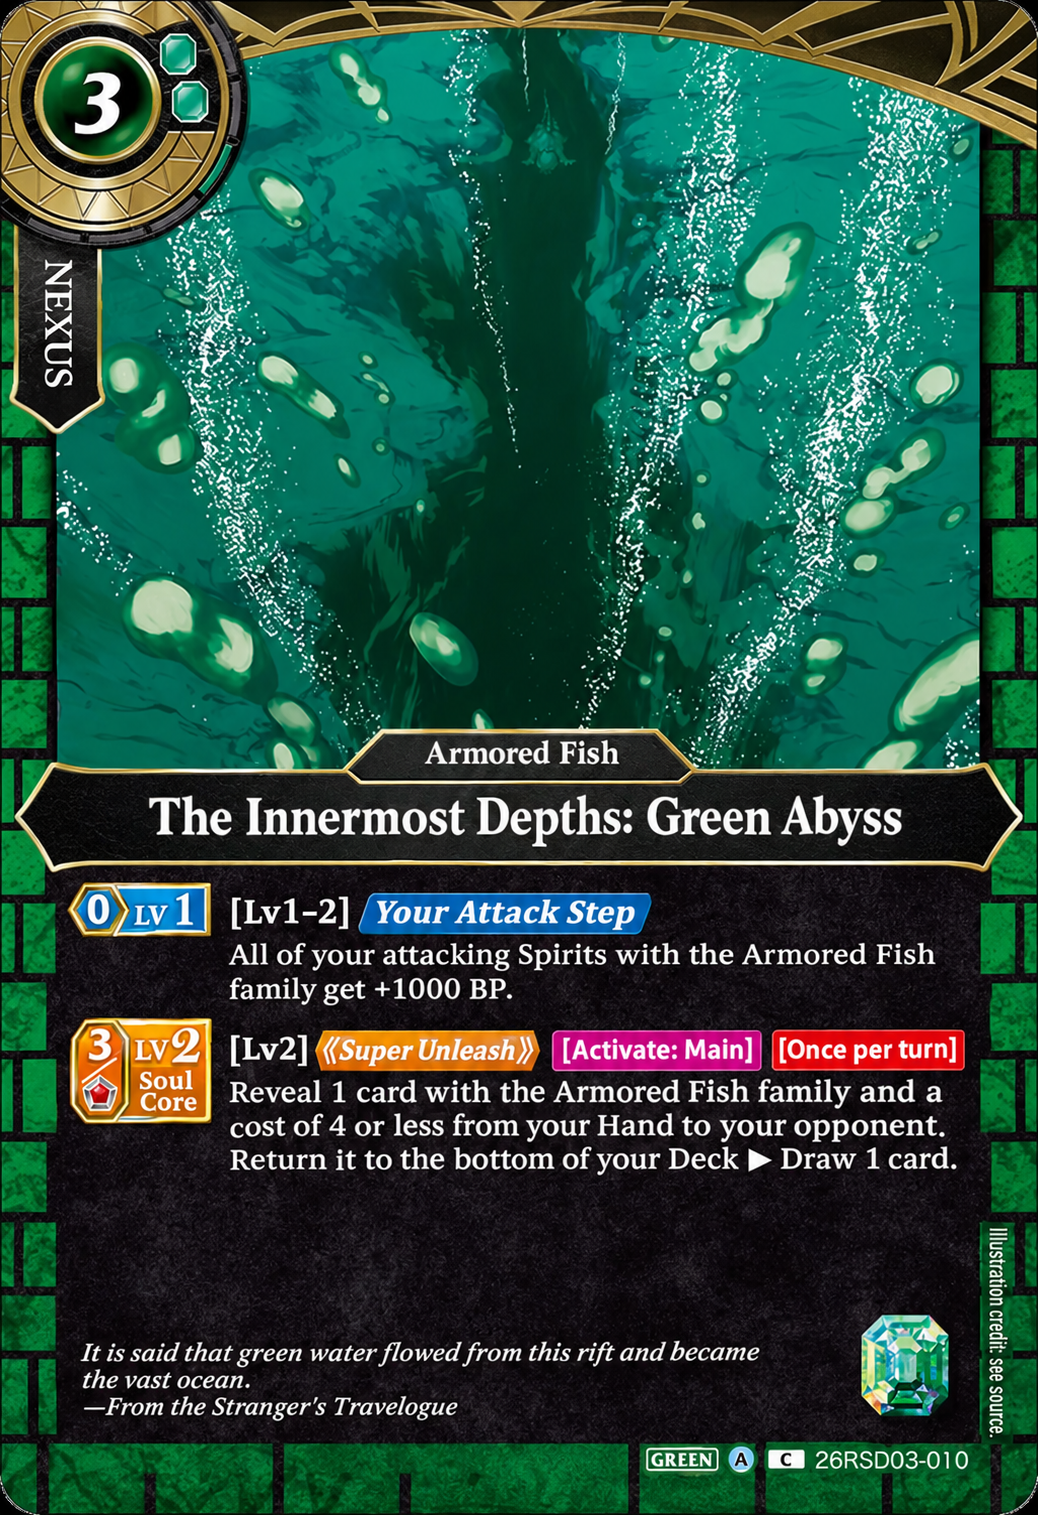 3
NEXUS
Armored Fish
The Innermost Depths: Green Abyss
0 LV 1
[Lv1-2] Your Attack Step
All of your attacking Spirits with the Armored Fish
family get +1000 BP.
3 LV 2
Soul
Core
[Lv2] 《Super Unleash》 [Activate: Main] [Once per turn]
Reveal 1 card with the Armored Fish family and a
cost of 4 or less from your Hand to your opponent.
Return it to the bottom of your Deck ▶ Draw 1 card.
It is said that green water flowed from this rift and became
the vast ocean.
—From the Stranger's Travelogue
Illustration credit: see source.
GREEN A C 26RSD03-010